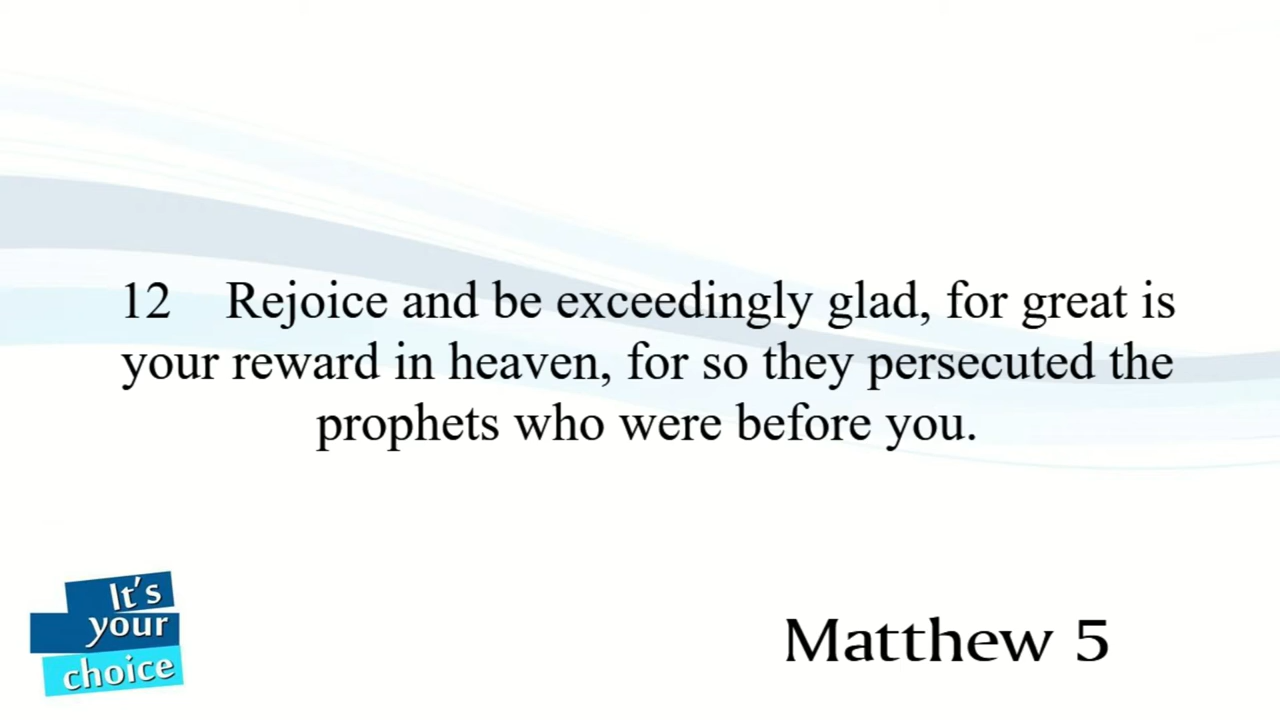 12 Rejoice and be exceedingly glad, for great is
your reward in heaven, for so they persecuted the
prophets who were before you.
It's
your
choice
Matthew 5